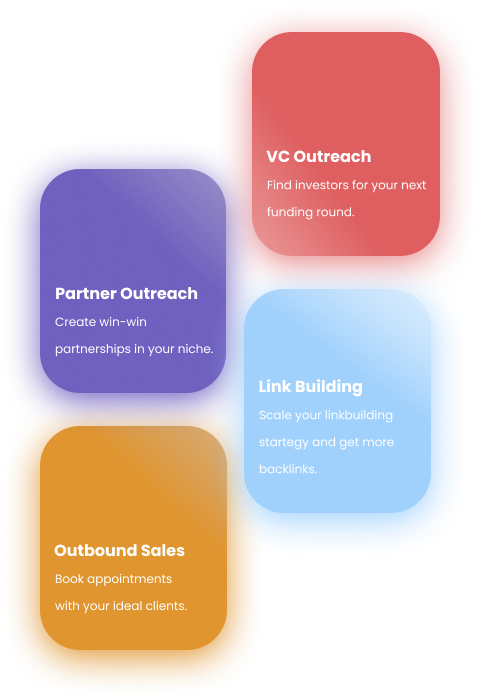 VC Outreach
Find investors for your next
funding round.
Partner Outreach
Create win-win
partnerships in your niche.
Link Building
Scale your linkbuilding
startegy and get more
backlinks.
Outbound Sales
Book appointments
with your ideal clients.